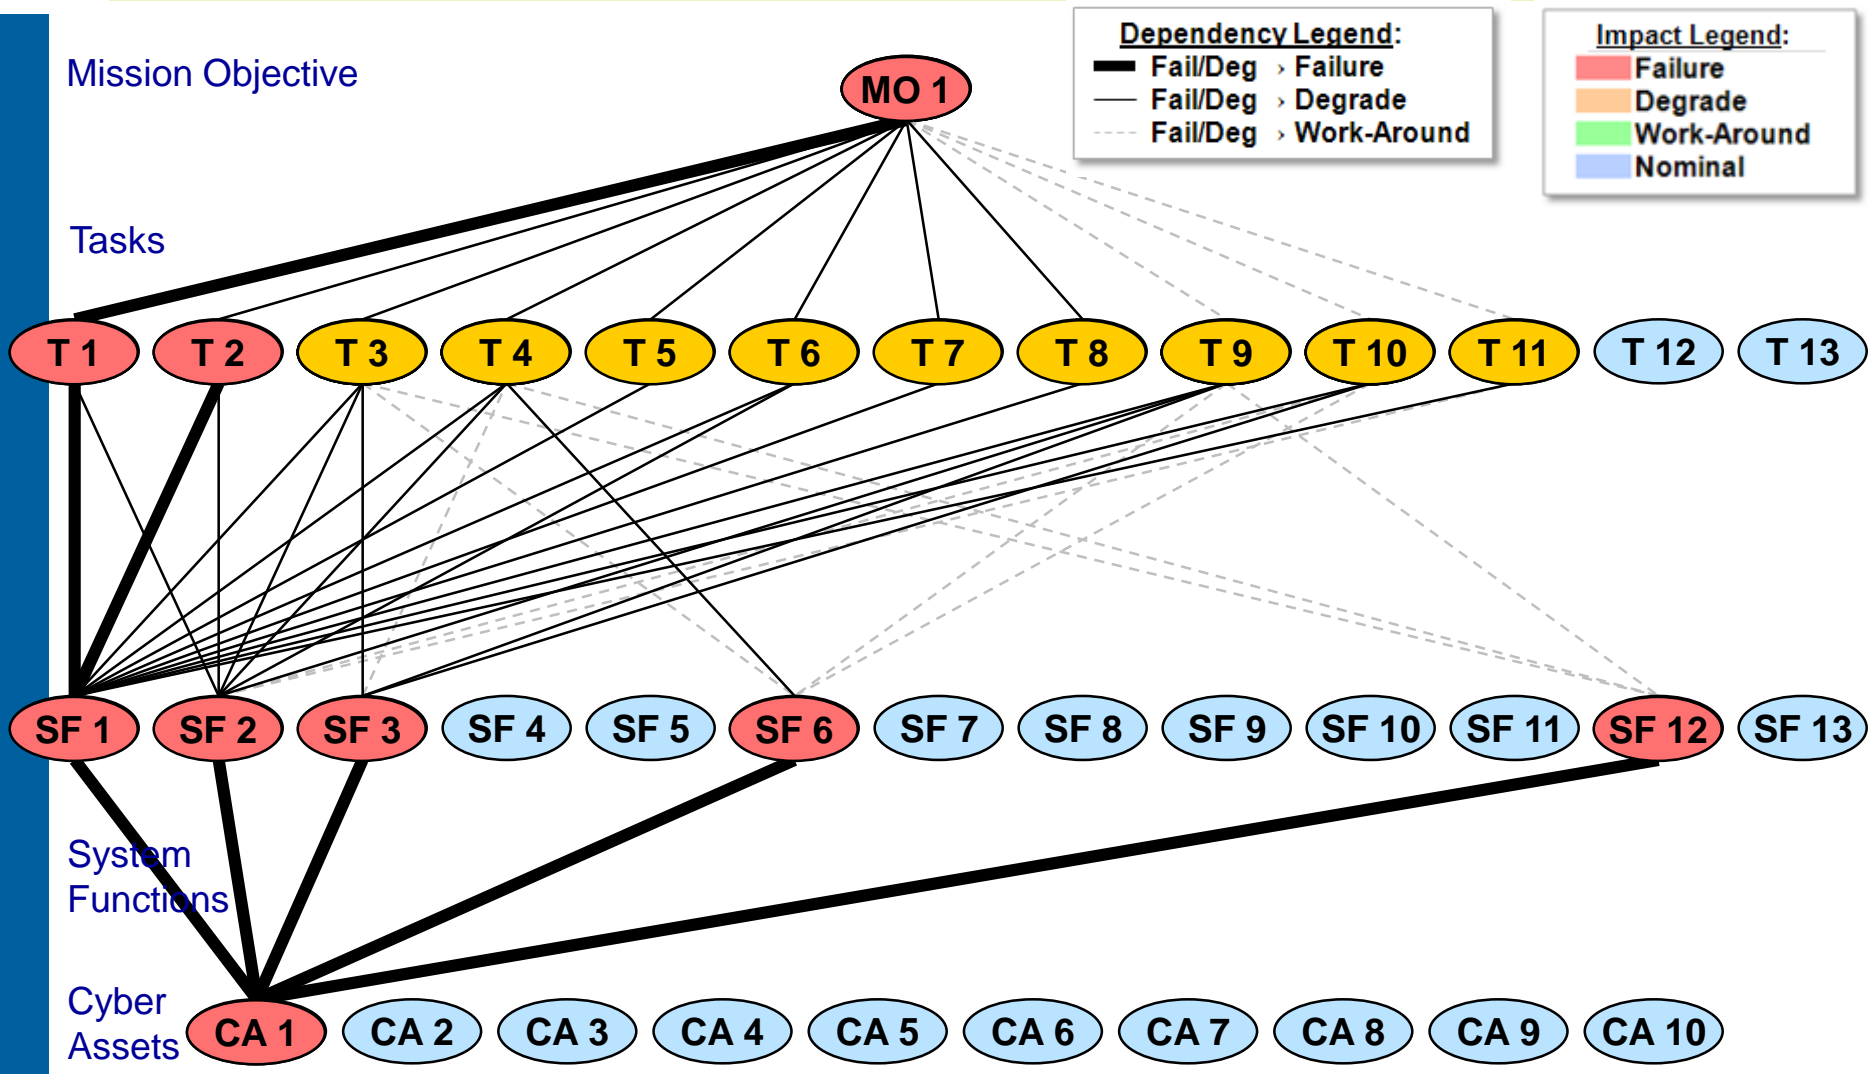 Mission Objective
MO 1
Dependency Legend:
Fail/Deg › Failure
Fail/Deg › Degrade
Fail/Deg › Work-Around
Impact Legend:
Failure
Degrade
Work-Around
Nominal
Tasks
T 1 T 2 T 3 T 4 T 5 T 6 T 7 T 8 T 9 T 10 T 11 T 12 T 13
SF 1 SF 2 SF 3 SF 4 SF 5 SF 6 SF 7 SF 8 SF 9 SF 10 SF 11 SF 12 SF 13
System
Functions
Cyber
Assets
CA 1 CA 2 CA 3 CA 4 CA 5 CA 6 CA 7 CA 8 CA 9 CA 10